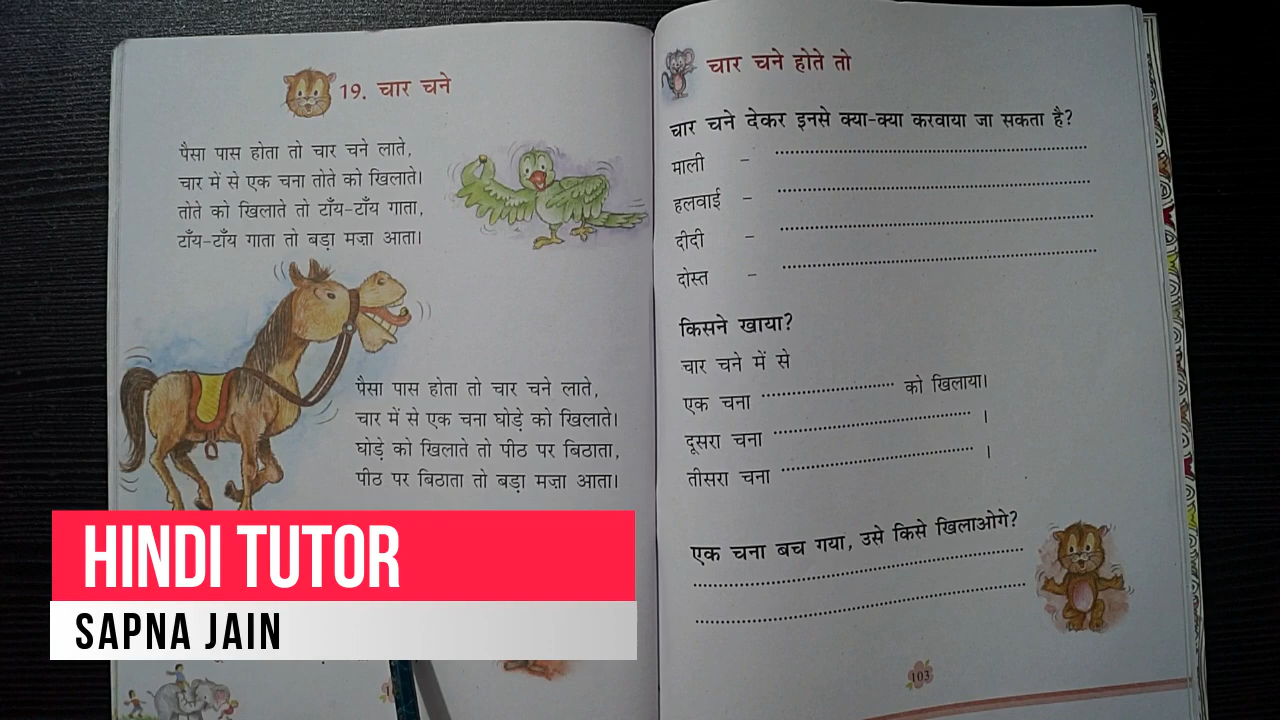 19. चार चने
पैसा पास होता तो चार चने लाते,
चार में से एक चना तोते को खिलाते।
तोते को खिलाते तो टाँय-टाँय गाता,
टाँय-टाँय गाता तो बड़ा मज़ा आता।
पैसा पास होता तो चार चने लाते,
चार में से एक चना घोड़े को खिलाते।
घोड़े को खिलाते तो पीठ पर बिठाता,
पीठ पर बिठाता तो बड़ा मज़ा आता।
HINDI TUTOR
SAPNA JAIN
चार चने होते तो
चार चने देकर इनसे क्या-क्या करवाया जा सकता है?
माली –
हलवाई –
दीदी –
दोस्त –
किसने खाया?
चार चने में से
एक चना ........................ को खिलाया।
दूसरा चना ........................ ।
तीसरा चना ........................ ।
एक चना बच गया, उसे किसे खिलाओगे?
103